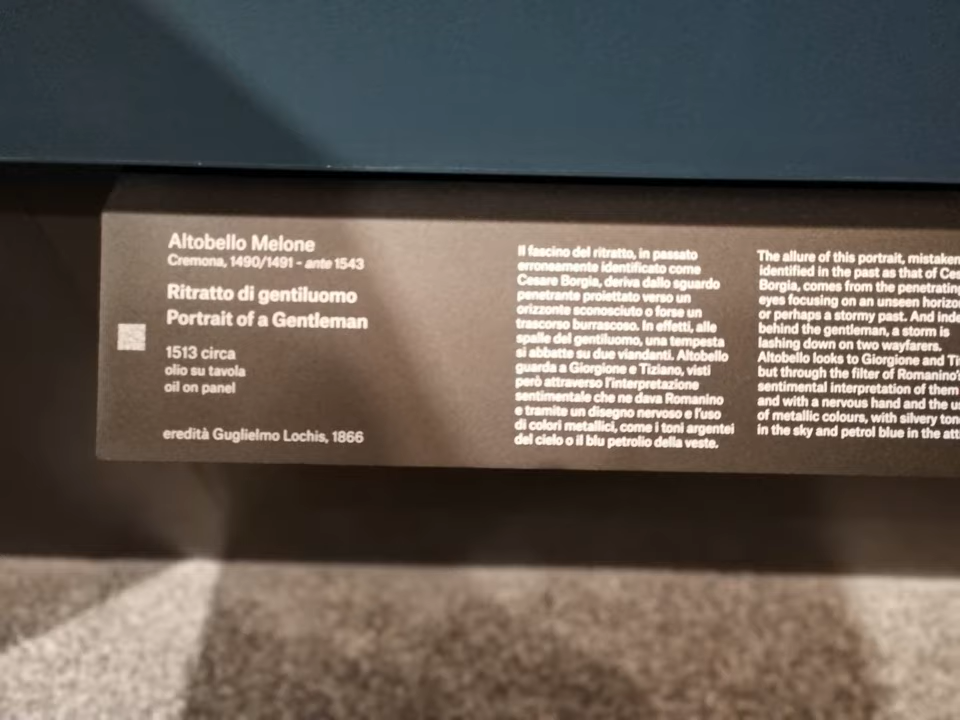 Altobello Melone
Cremona, 1490/1491 - ante 1543
Ritratto di gentiluomo
Portrait of a Gentleman
1513 circa
olio su tavola
oil on panel
eredità Guglielmo Lochis, 1866
Il fascino del ritratto, in passato
erroneamente identificato come
Cesare Borgia, deriva dallo sguardo
penetrante proiettato verso un
orizzonte sconosciuto o forse un
trascorso burrascoso. In effetti, alle
spalle del gentiluomo, una tempesta
si abbatte su due viandanti. Altobello
guarda a Giorgione e Tiziano, visti
però attraverso l'interpretazione
sentimentale che ne dava Romanino
e tramite un disegno nervoso e l'uso
di colori metallici, come i toni argentei
del cielo o il blu petrolio della veste.
The allure of this portrait, mistaken
identified in the past as that of Ces
Borgia, comes from the penetrating
eyes focusing on an unseen horizo
or perhaps a stormy past. And inde
behind the gentleman, a storm is
lashing down on two wayfarers.
Altobello looks to Giorgione and Ti
but through the filter of Romanino's
sentimental interpretation of them
and with a nervous hand and the u
of metallic colours, with silvery ton
in the sky and petrol blue in the att